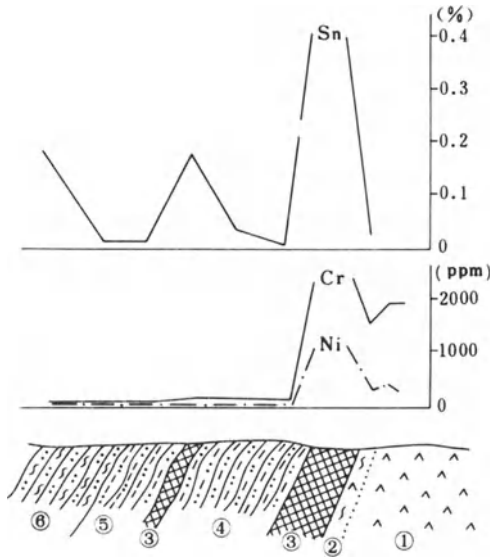 (%)
Sn
0.4
0.3
0.2
0.1
0
(ppm)
Cr
2000
Ni
1000
0
⑥ ⑤ ③ ④ ③ ② ①